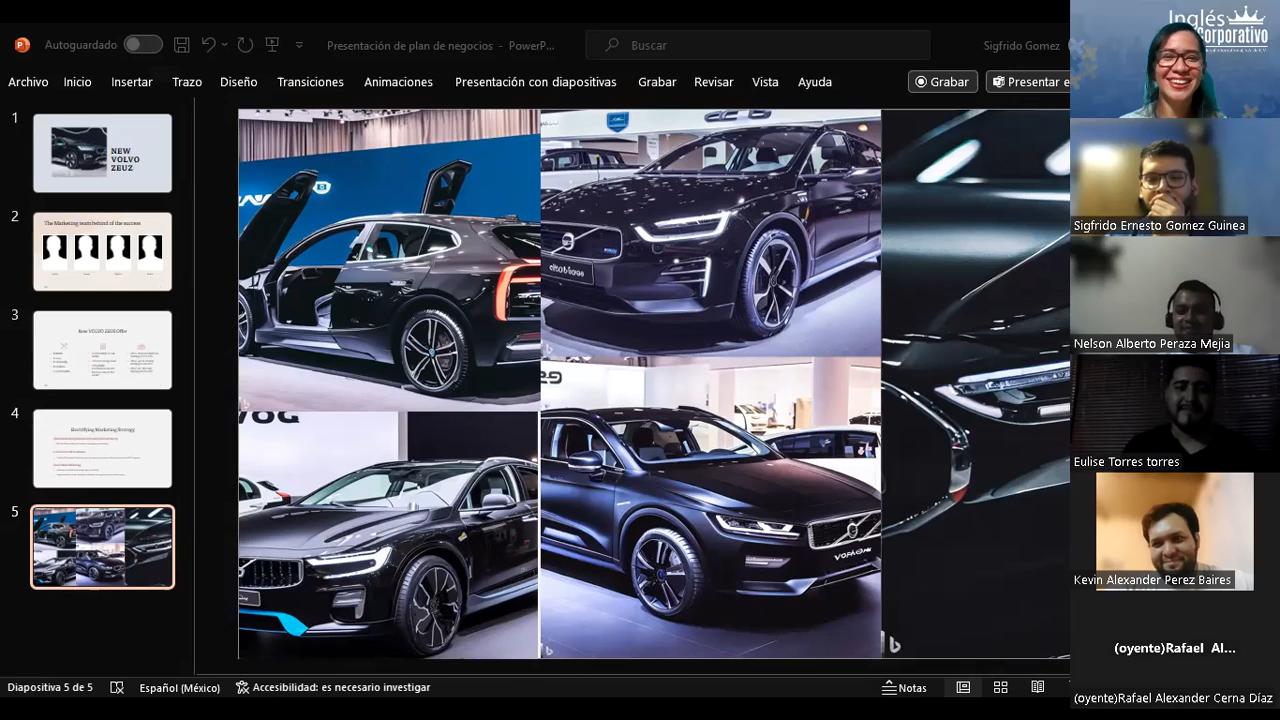 Autoguardado
Presentación de plan de negocios - PowerP...
Buscar
Sigfrido Gomez
Archivo Inicio Insertar Trazo Diseño Transiciones Animaciones Presentación con diapositivas Grabar Revisar Vista Ayuda
Grabar
Presentar e
1
NEW
VOLVO
ZEUZ
2
The Marketing team behind of the success
3
New VOLVO ZEUS Offer
4
Electrifying Marketing Strategy
5
Diapositiva 5 de 5
Español (México)
Accesibilidad: es necesario investigar
Notas
Inglés
Corporativo
Sigfrido Ernesto Gomez Guinea
Nelson Alberto Peraza Mejia
Eulise Torres torres
Kevin Alexander Perez Baires
(oyente)Rafael Al...
(oyente)Rafael Alexander Cerna Díaz